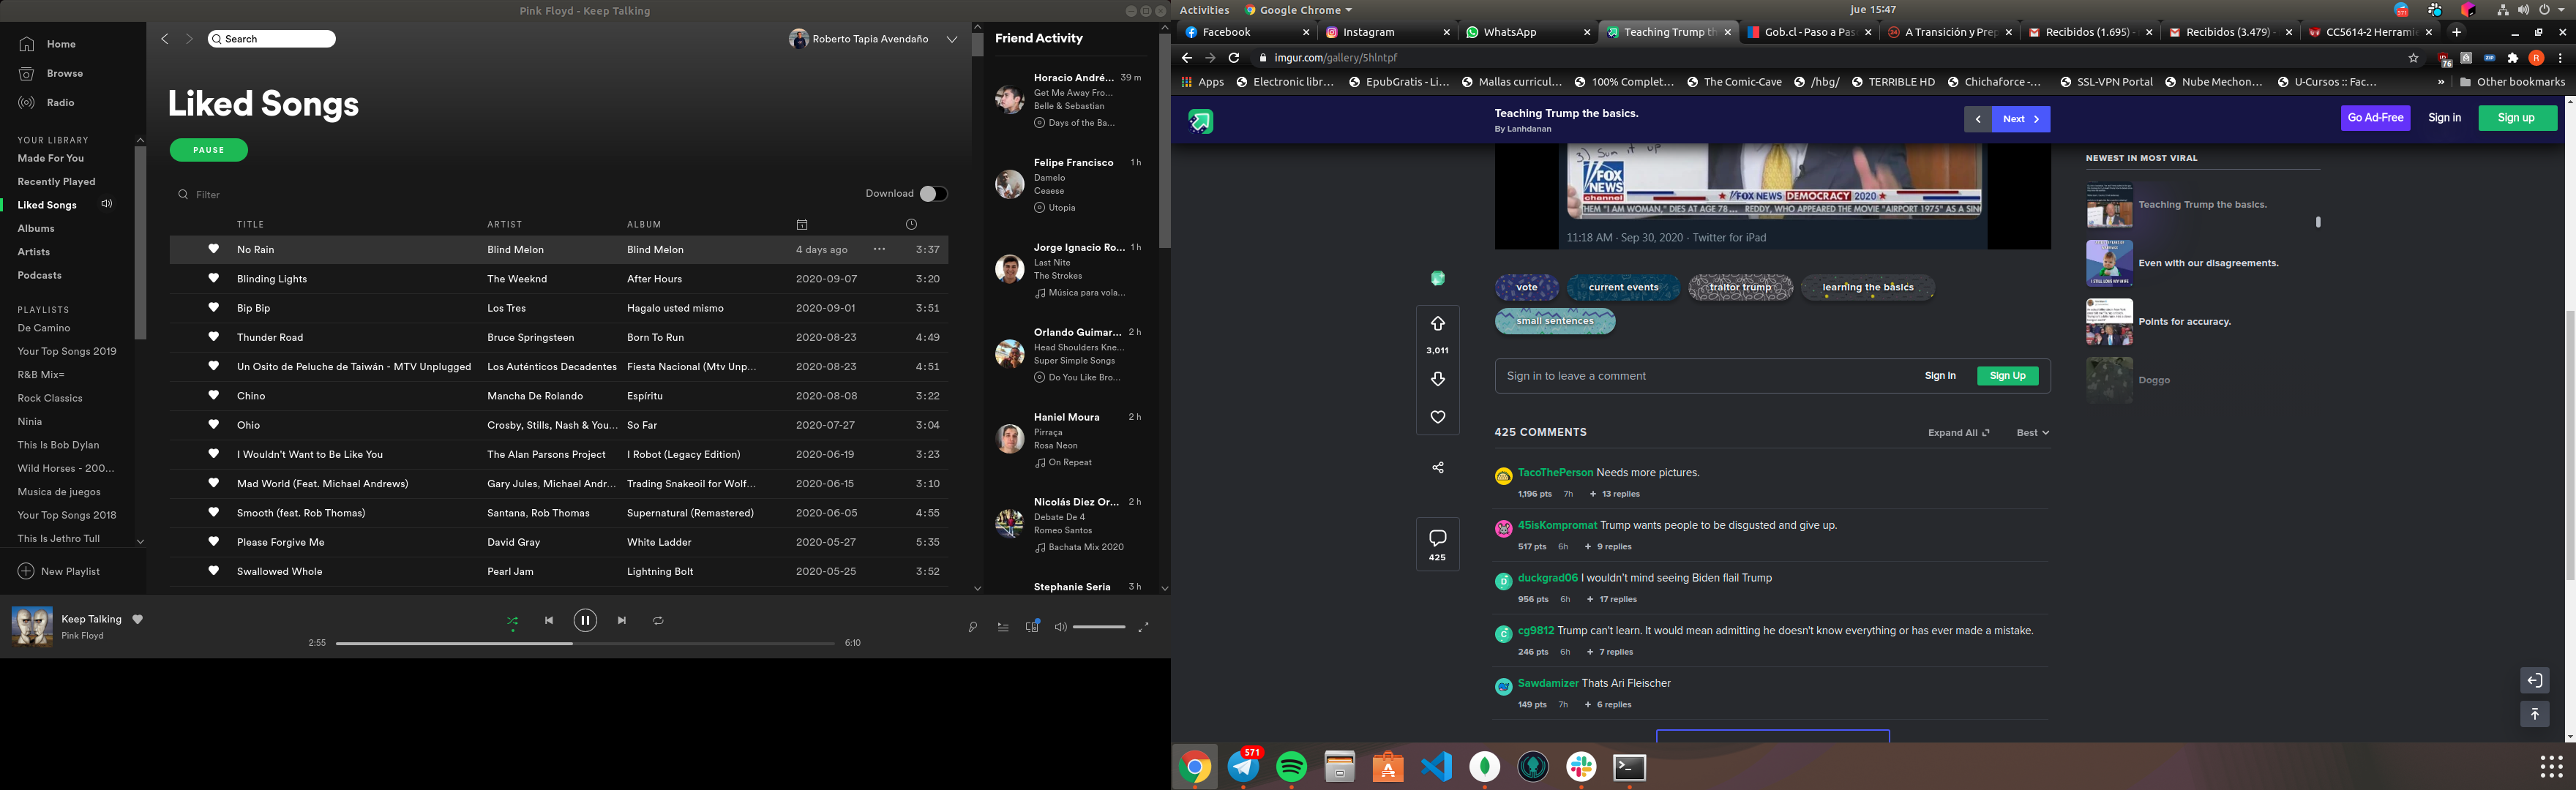 Pink Floyd - Keep Talking
Home
Browse
Radio
YOUR LIBRARY
Made For You
Recently Played
Liked Songs
Albums
Artists
Podcasts
PLAYLISTS
De Camino
Your Top Songs 2019
R&B Mix=
Rock Classics
Ninia
This Is Bob Dylan
Wild Horses - 200...
Musica de juegos
Your Top Songs 2018
This Is Jethro Tull
New Playlist
Search
Roberto Tapia Avendaño
Liked Songs
PAUSE
Filter
Download
TITLE ARTIST ALBUM
No Rain Blind Melon Blind Melon 4 days ago ... 3:37
Blinding Lights The Weeknd After Hours 2020-09-07 3:20
Bip Bip Los Tres Hagalo usted mismo 2020-09-01 3:51
Thunder Road Bruce Springsteen Born To Run 2020-08-23 4:49
Un Osito de Peluche de Taiwán - MTV Unplugged Los Auténticos Decadentes Fiesta Nacional (Mtv Unp... 2020-08-23 4:51
Chino Mancha De Rolando Espíritu 2020-08-08 3:22
Ohio Crosby, Stills, Nash & You... So Far 2020-07-27 3:04
I Wouldn't Want to Be Like You The Alan Parsons Project I Robot (Legacy Edition) 2020-06-19 3:23
Mad World (Feat. Michael Andrews) Gary Jules, Michael Andr... Trading Snakeoil for Wolf... 2020-06-15 3:10
Smooth (feat. Rob Thomas) Santana, Rob Thomas Supernatural (Remastered) 2020-06-05 4:55
Please Forgive Me David Gray White Ladder 2020-05-27 5:35
Swallowed Whole Pearl Jam Lightning Bolt 2020-05-25 3:52
Friend Activity
Horacio André... 39 m
Get Me Away Fro...
Belle & Sebastian
Days of the Ba...
Felipe Francisco 1 h
Damelo
Ceaese
Utopia
Jorge Ignacio Ro... 1 h
Last Nite
The Strokes
Música para vola...
Orlando Guimar... 2 h
Head Shoulders Kne...
Super Simple Songs
Do You Like Bro...
Haniel Moura 2 h
Pirraça
Rosa Neon
On Repeat
Nicolás Diez Or... 2 h
Debate De 4
Romeo Santos
Bachata Mix 2020
Stephanie Seria 3 h
Keep Talking
Pink Floyd
2:55 6:10
Activities Google Chrome jue 15:47 571
Facebook Instagram WhatsApp Teaching Trump th Gob.cl - Paso a Pas A Transición y Prep Recibidos (1.695) - Recibidos (3.479) - CC5614-2 Herrami
imgur.com/gallery/5hIntpf 76 ZIP R
Apps Electronic libr... EpubGratis - Li... Mallas curricul... 100% Complet... The Comic-Cave /hbg/ TERRIBLE HD Chichaforce -... SSL-VPN Portal Nube Mechon... U-Cursos :: Fac... » Other bookmarks
Teaching Trump the basics.
By Lanhdanan
Next
Go Ad-Free Sign in Sign up
3) Sum it up
FOX NEWS channel
FOX NEWS DEMOCRACY 2020
THEM "I AM WOMAN," DIES AT AGE 78... REDDY, WHO APPEARED THE MOVIE "AIRPORT 1975" AS A SIN
11:18 AM · Sep 30, 2020 · Twitter for iPad
vote current events traitor trump learning the basics
small sentences
3,011
425
Sign in to leave a comment Sign In Sign Up
425 COMMENTS Expand All Best
TacoThePerson Needs more pictures.
1,196 pts 7h + 13 replies
45isKompromat Trump wants people to be disgusted and give up.
517 pts 6h + 9 replies
D duckgrad06 I wouldn't mind seeing Biden flail Trump
956 pts 6h + 17 replies
C cg9812 Trump can't learn. It would mean admitting he doesn't know everything or has ever made a mistake.
246 pts 6h + 7 replies
Sawdamizer Thats Ari Fleischer
149 pts 7h + 6 replies
NEWEST IN MOST VIRAL
Teaching Trump the basics.
Even with our disagreements.
I STILL LOVE MY WIFE
Points for accuracy.
Doggo
571